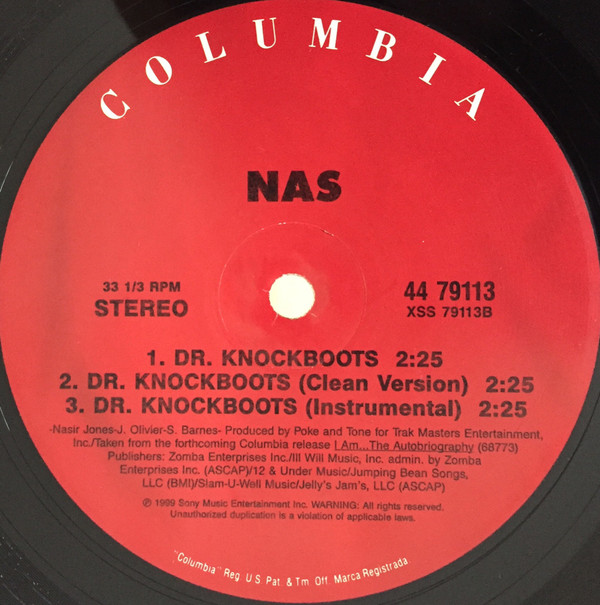 COLUMBIA
NAS
33 1/3 RPM
STEREO
44 79113
XSS 79113B
1. DR. KNOCKBOOTS 2:25
2. DR. KNOCKBOOTS (Clean Version) 2:25
3. DR. KNOCKBOOTS (Instrumental) 2:25
-Nasir Jones-J. Olivier-S. Barnes- Produced by Poke and Tone for Trak Masters Entertainment,
Inc./Taken from the forthcoming Columbia release I Am...The Autobriography (68773)
Publishers: Zomba Enterprises Inc./Ill Will Music, Inc. admin. by Zomba
Enterprises Inc. (ASCAP)/12 & Under Music/Jumping Bean Songs,
LLC (BMI)/Slam-U-Well Music/Jelly's Jam's, LLC (ASCAP)
℗ 1999 Sony Music Entertainment Inc. WARNING: All rights reserved.
Unauthorized duplication is a violation of applicable laws.
"Columbia" Reg. U.S. Pat. & Tm. Off. Marca Registrada.